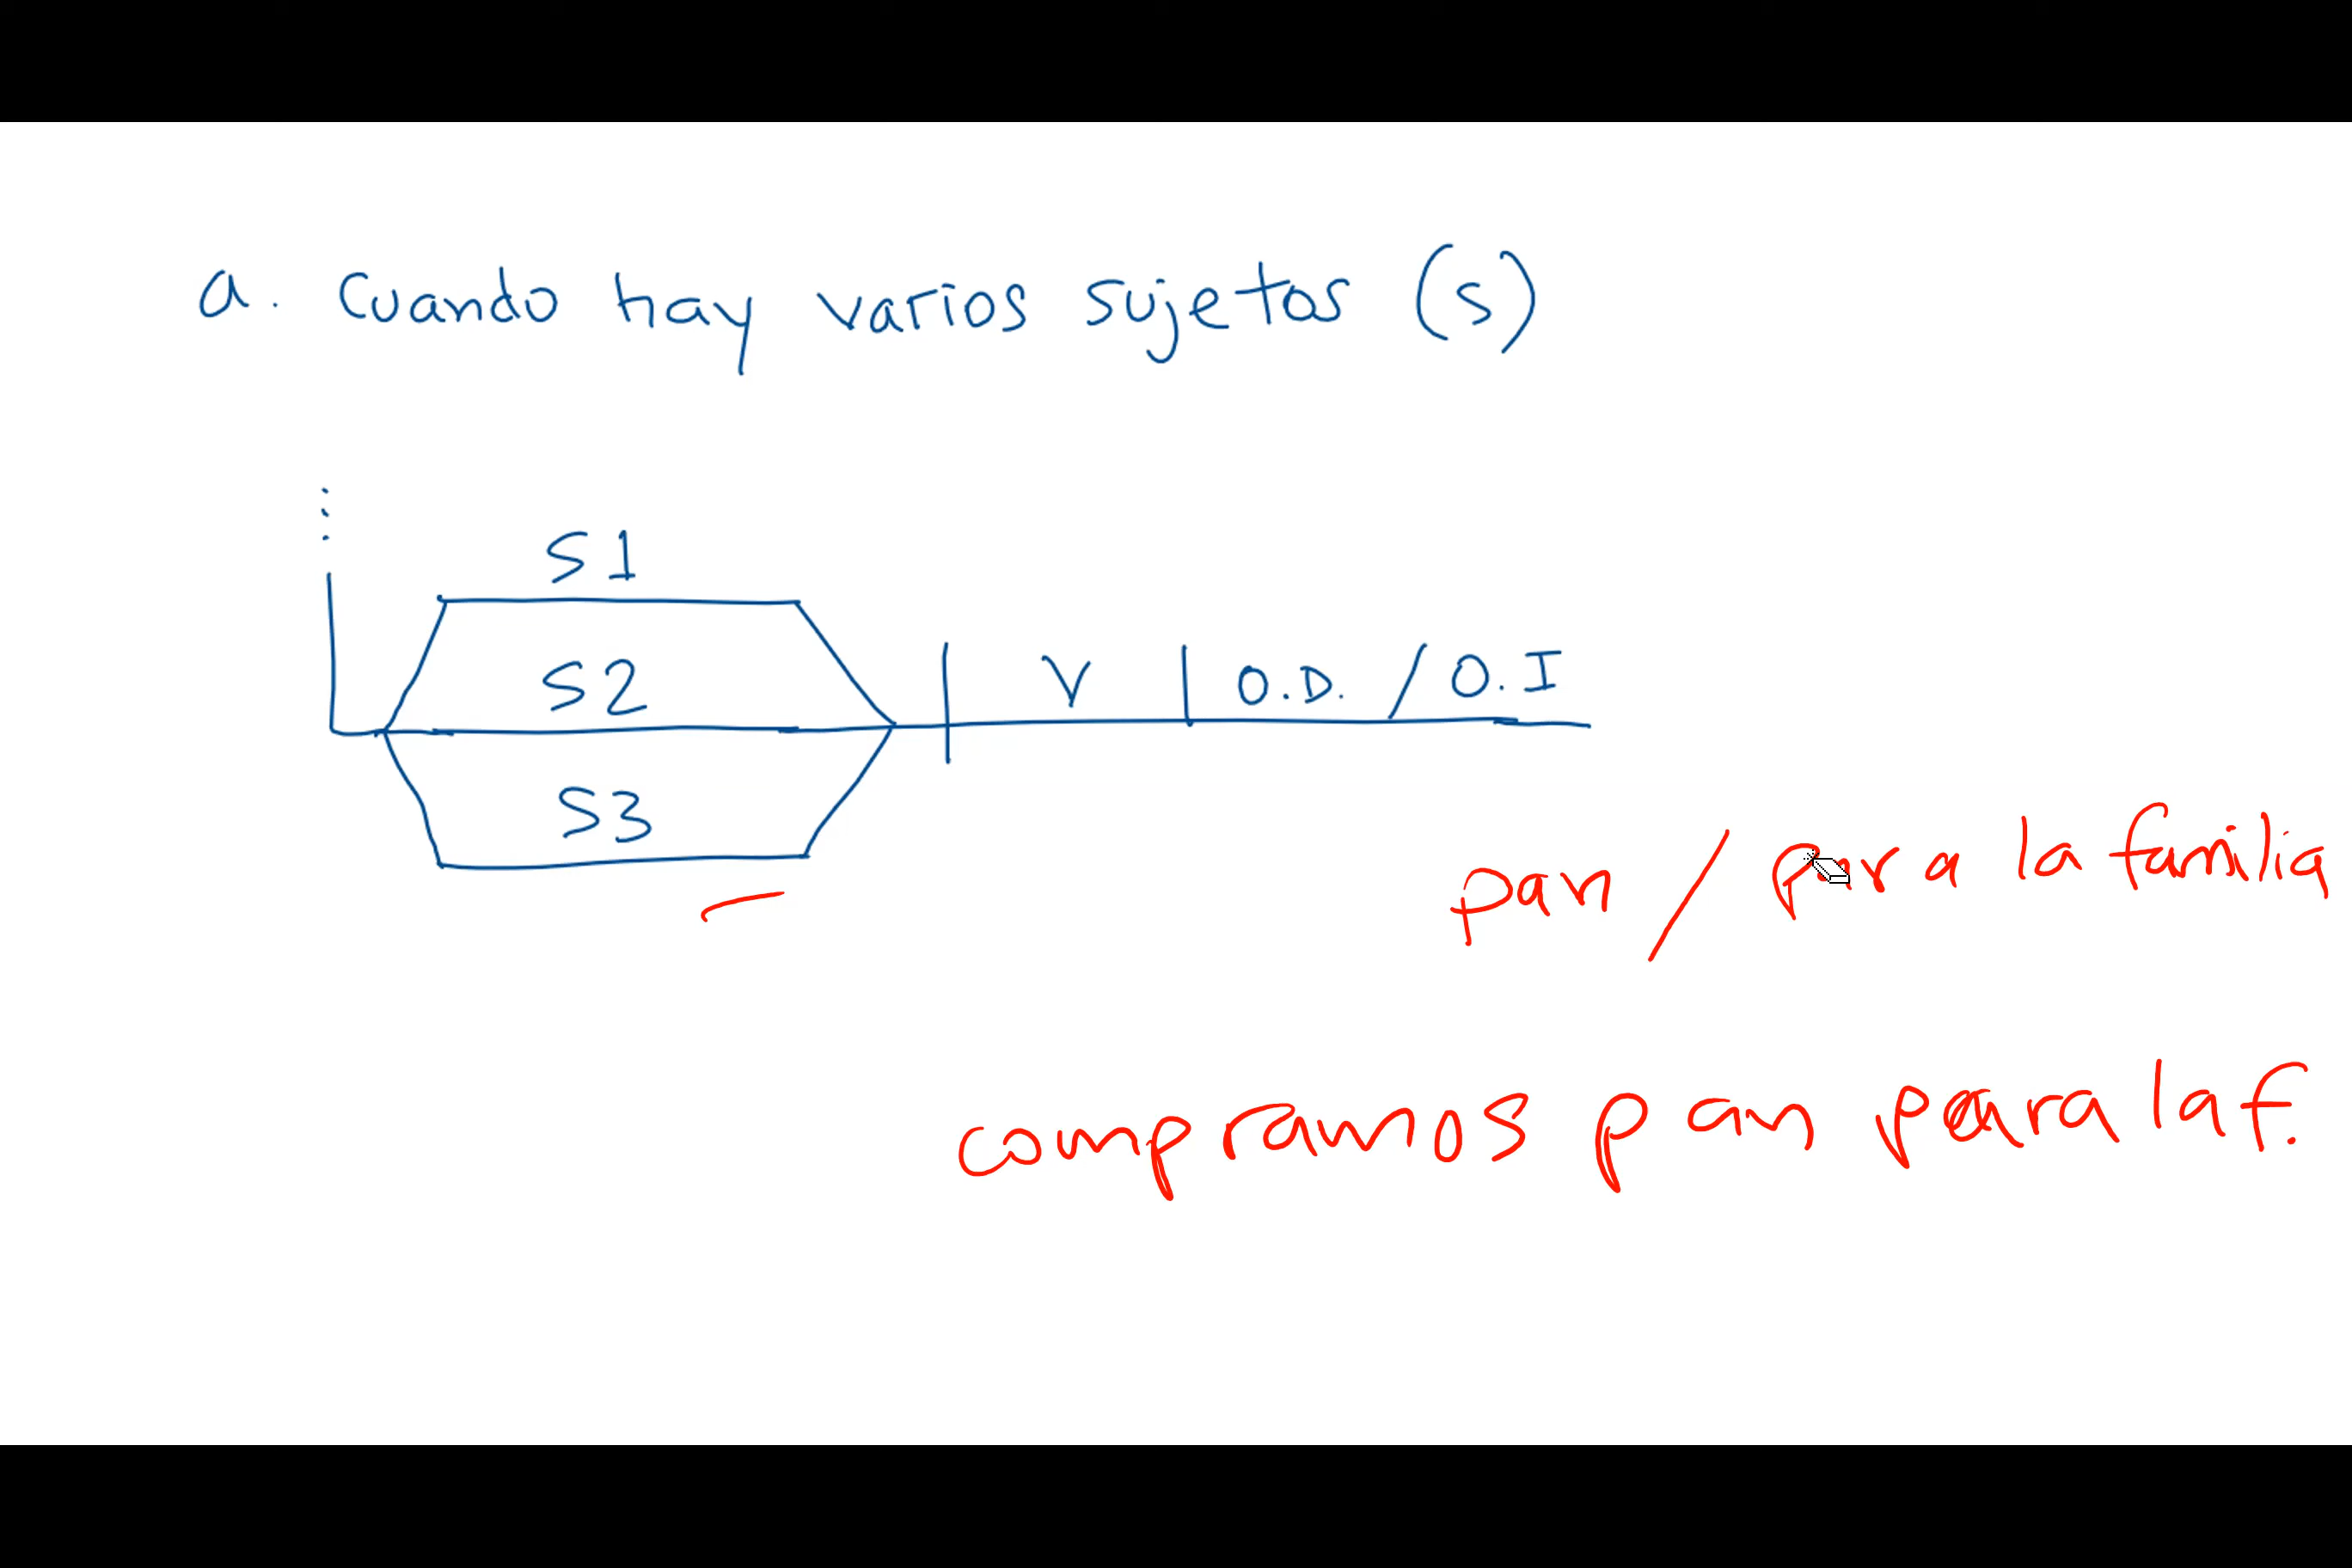 a. Cuando hay varios sujetos (s)
S1
S2 | V | O.D. / O.I
S3
pan / para la familia
compramos pan para la f.